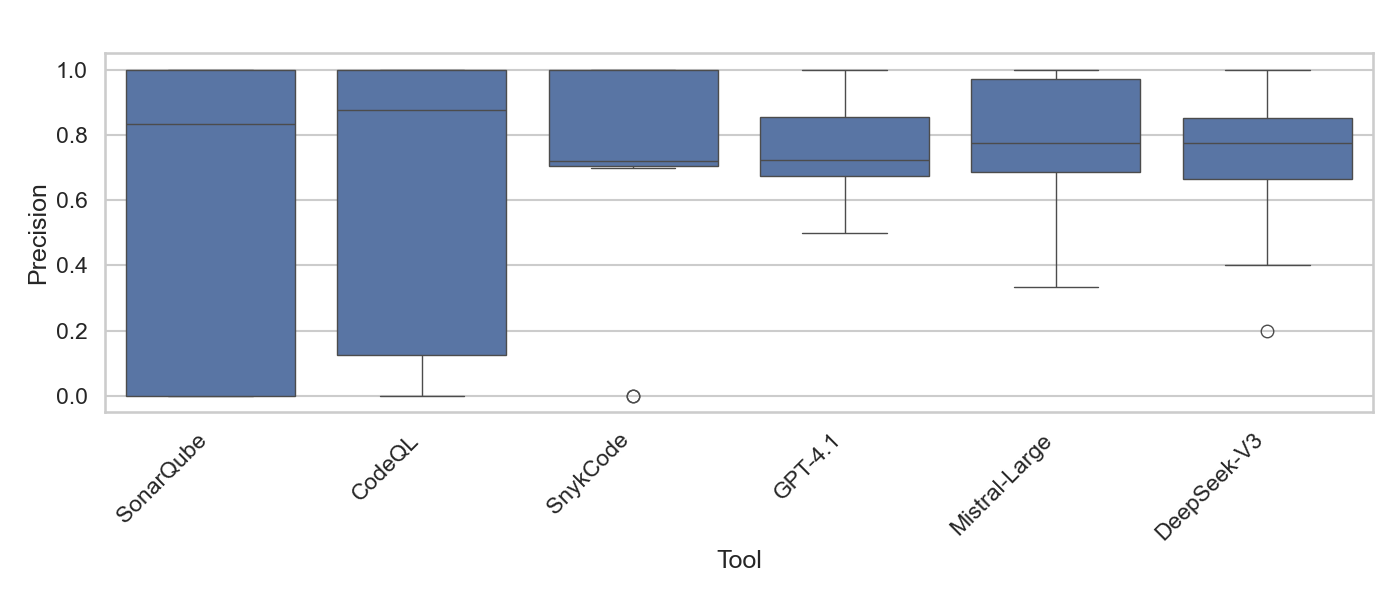 Precision
1.0
0.8
0.6
0.4
0.2
0.0
SonarQube
CodeQL
SnykCode
GPT-4.1
Mistral-Large
DeepSeek-V3
Tool